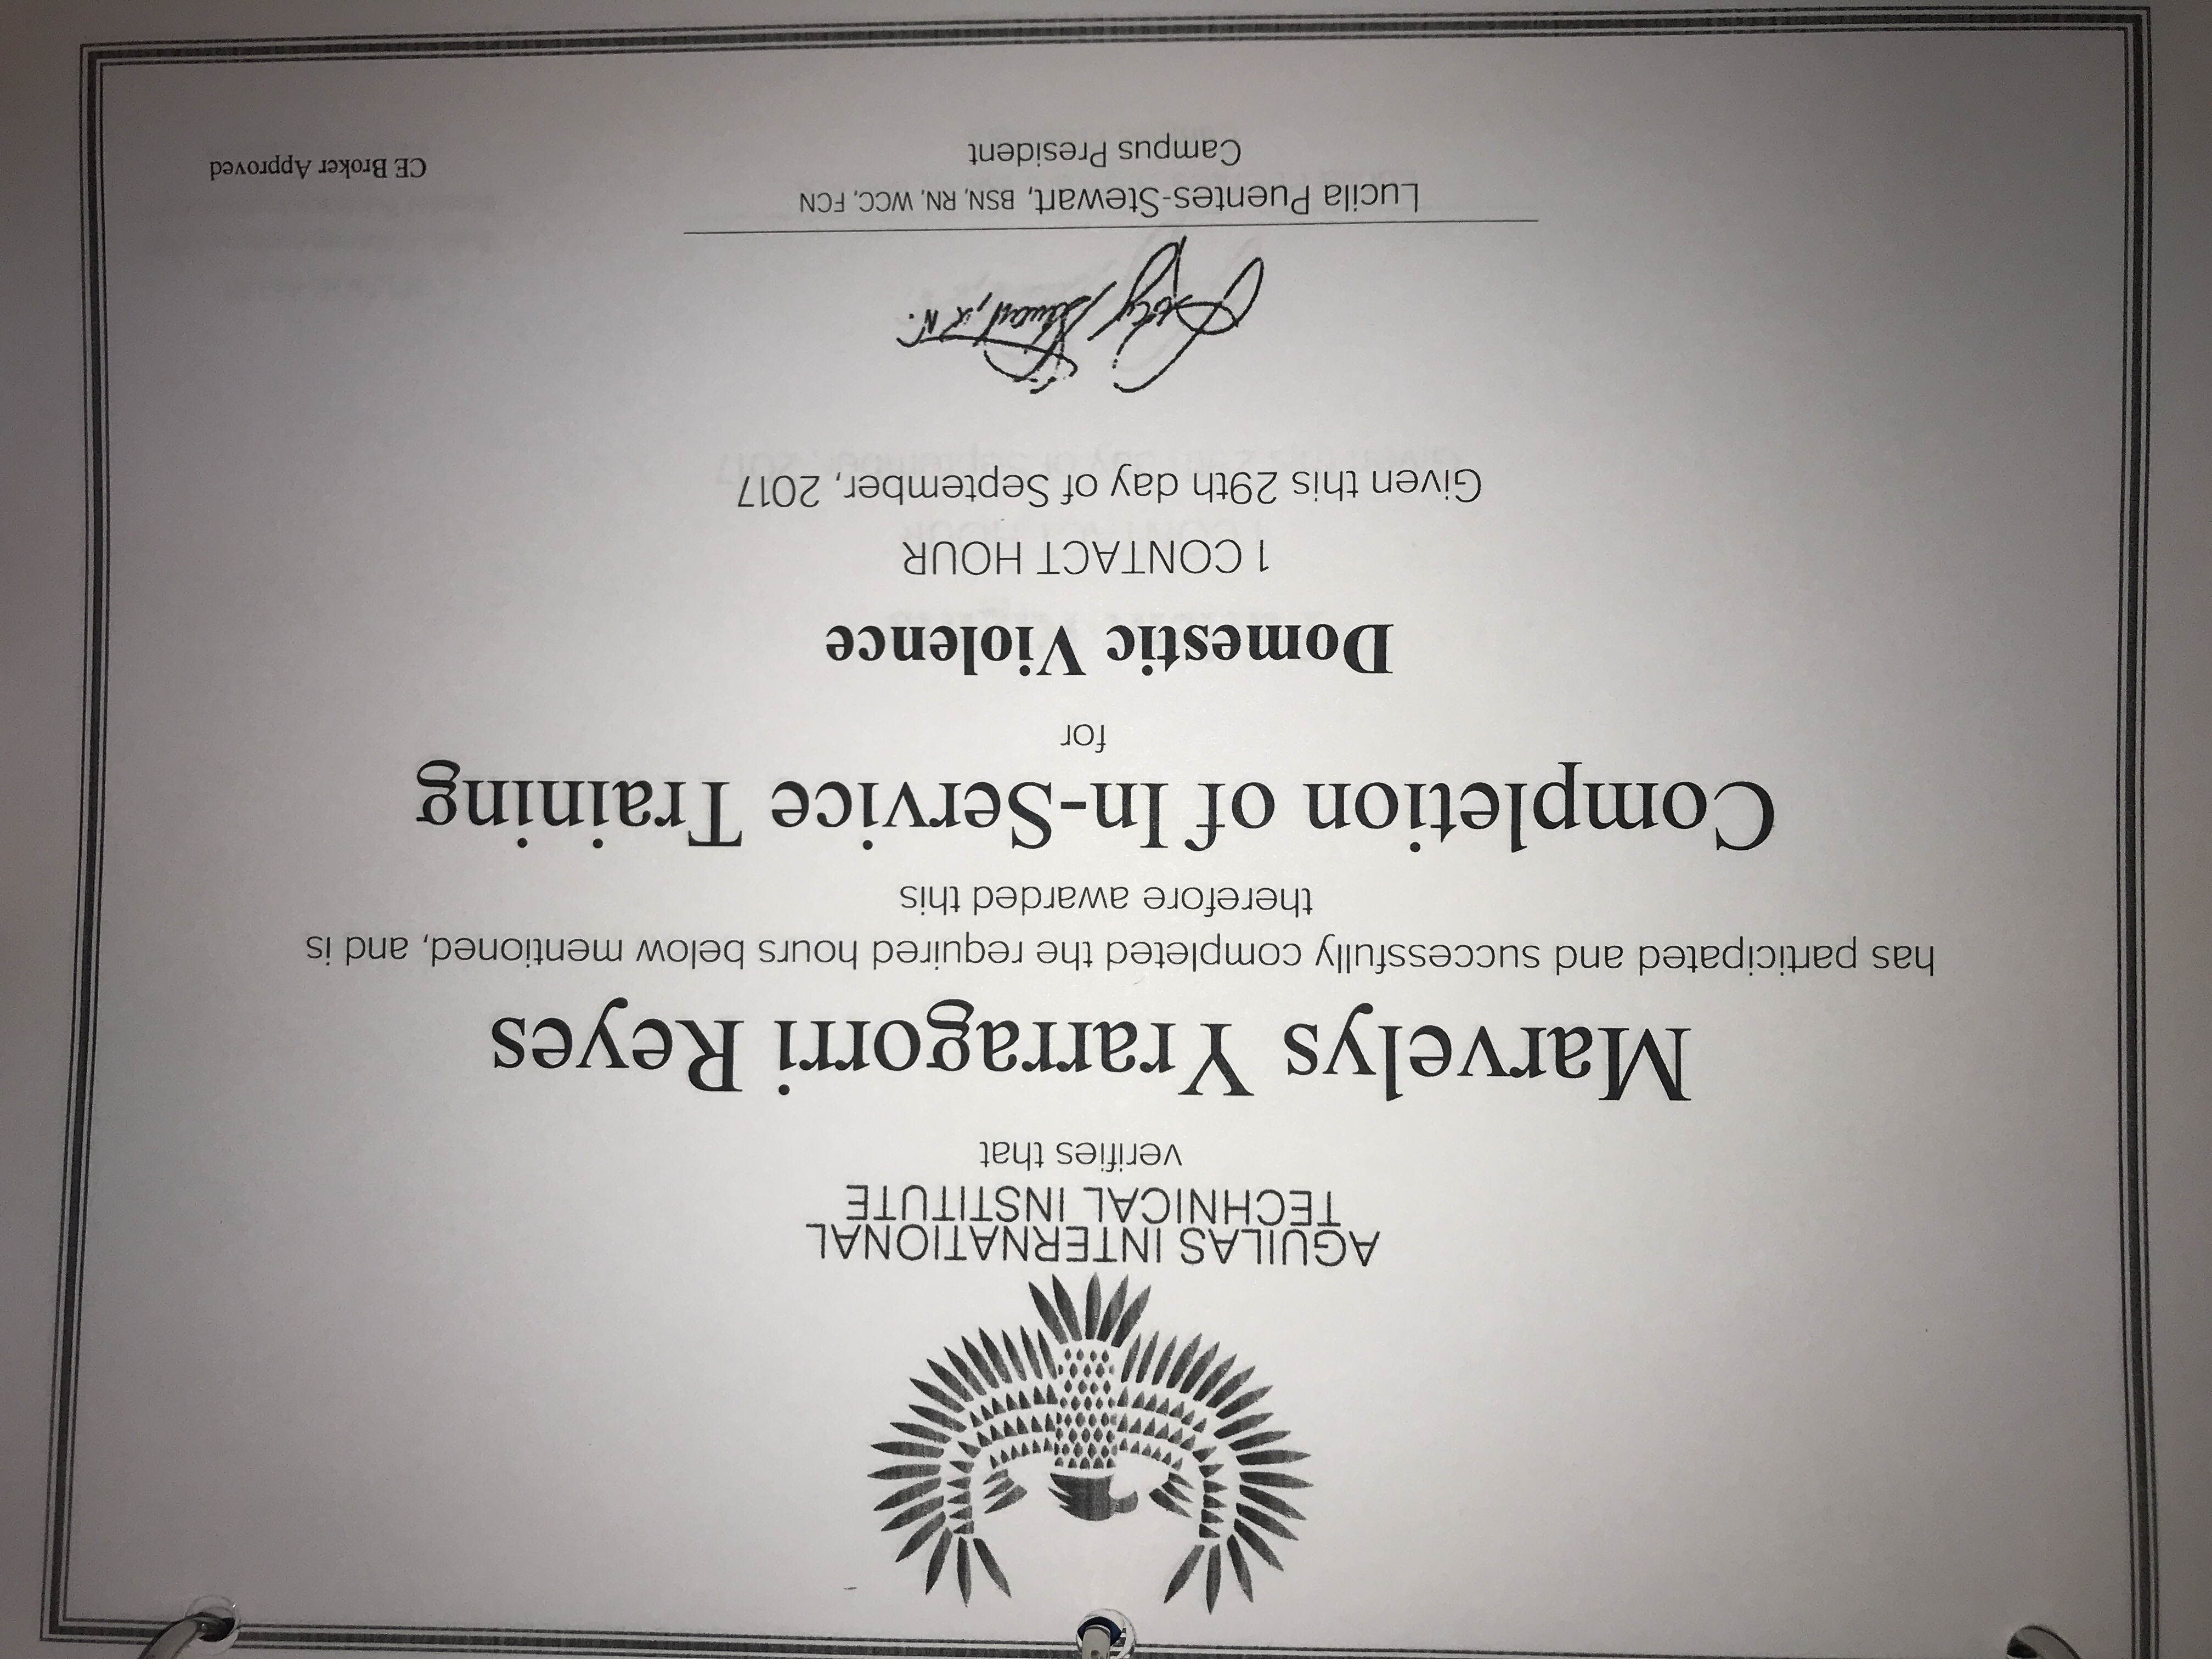 AGUILAS INTERNATIONAL
TECHNICAL INSTITUTE
verifies that
Marvelys Yrarragorri Reyes
has participated and successfully completed the required hours below mentioned, and is
therefore awarded this
Completion of In-Service Training
for
Domestic Violence
1 CONTACT HOUR
Given this 29th day of September, 2017
Lucila Puentes-Stewart, BSN, RN, WCC, FCN
Campus President
CE Broker Approved